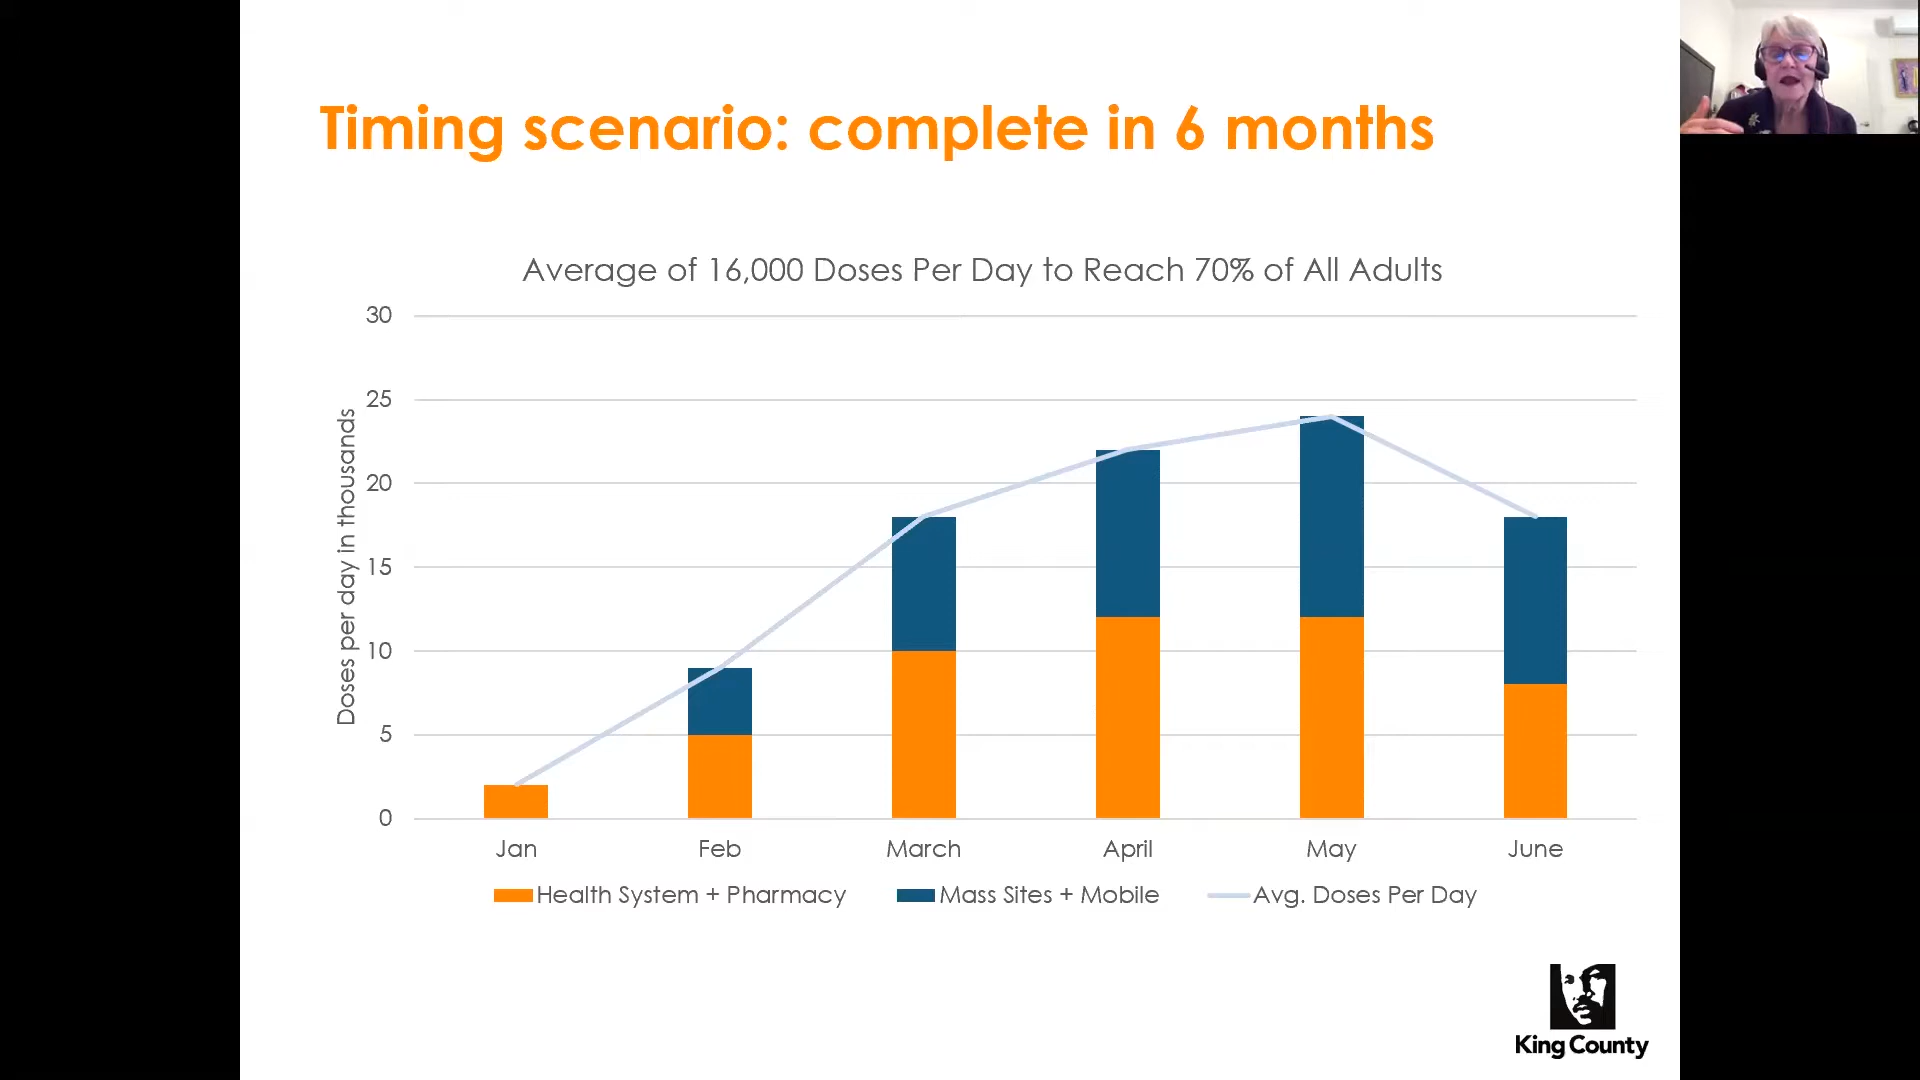 Timing scenario: complete in 6 months
Average of 16,000 Doses Per Day to Reach 70% of All Adults
Doses per day in thousands
30
25
20
15
10
5
0
Jan Feb March April May June
Health System + Pharmacy Mass Sites + Mobile Avg. Doses Per Day
King County